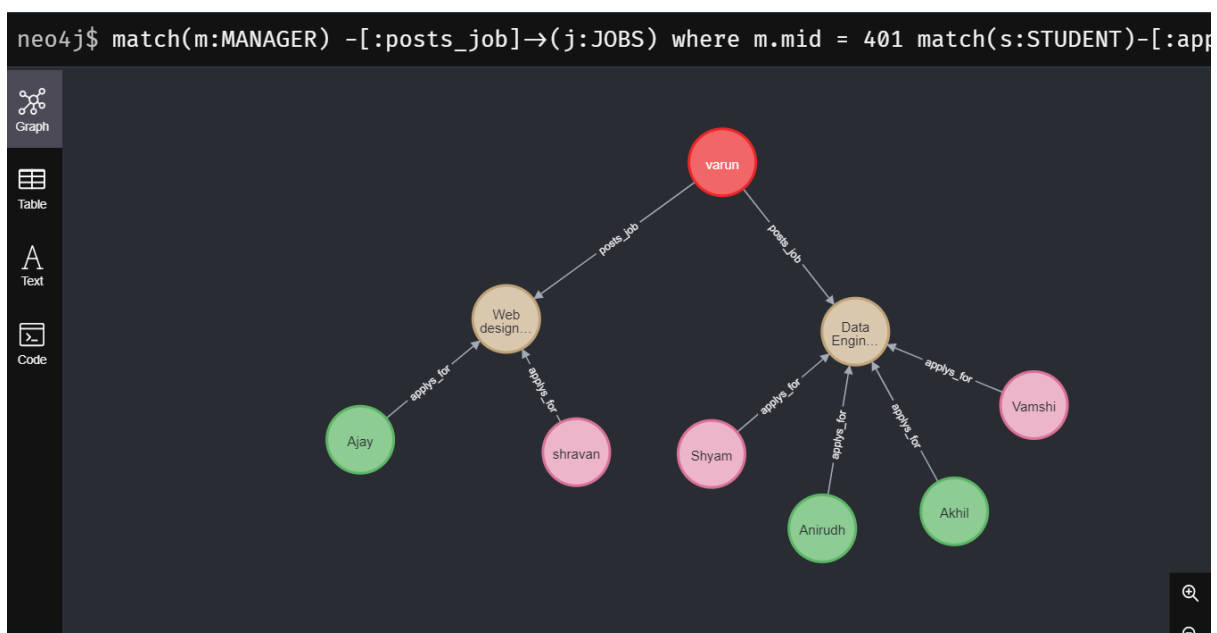 neo4j$ match(m:MANAGER) -[:posts_job]→(j:JOBS) where m.mid = 401 match(s:STUDENT)-[:app
Graph
Table
Text
Code
varun
posts_job
posts_job
Web
design...
Data
Engin...
applys_for
applys_for
applys_for
applys_for
applys_for
applys_for
Ajay
shravan
Shyam
Anirudh
Akhil
Vamshi